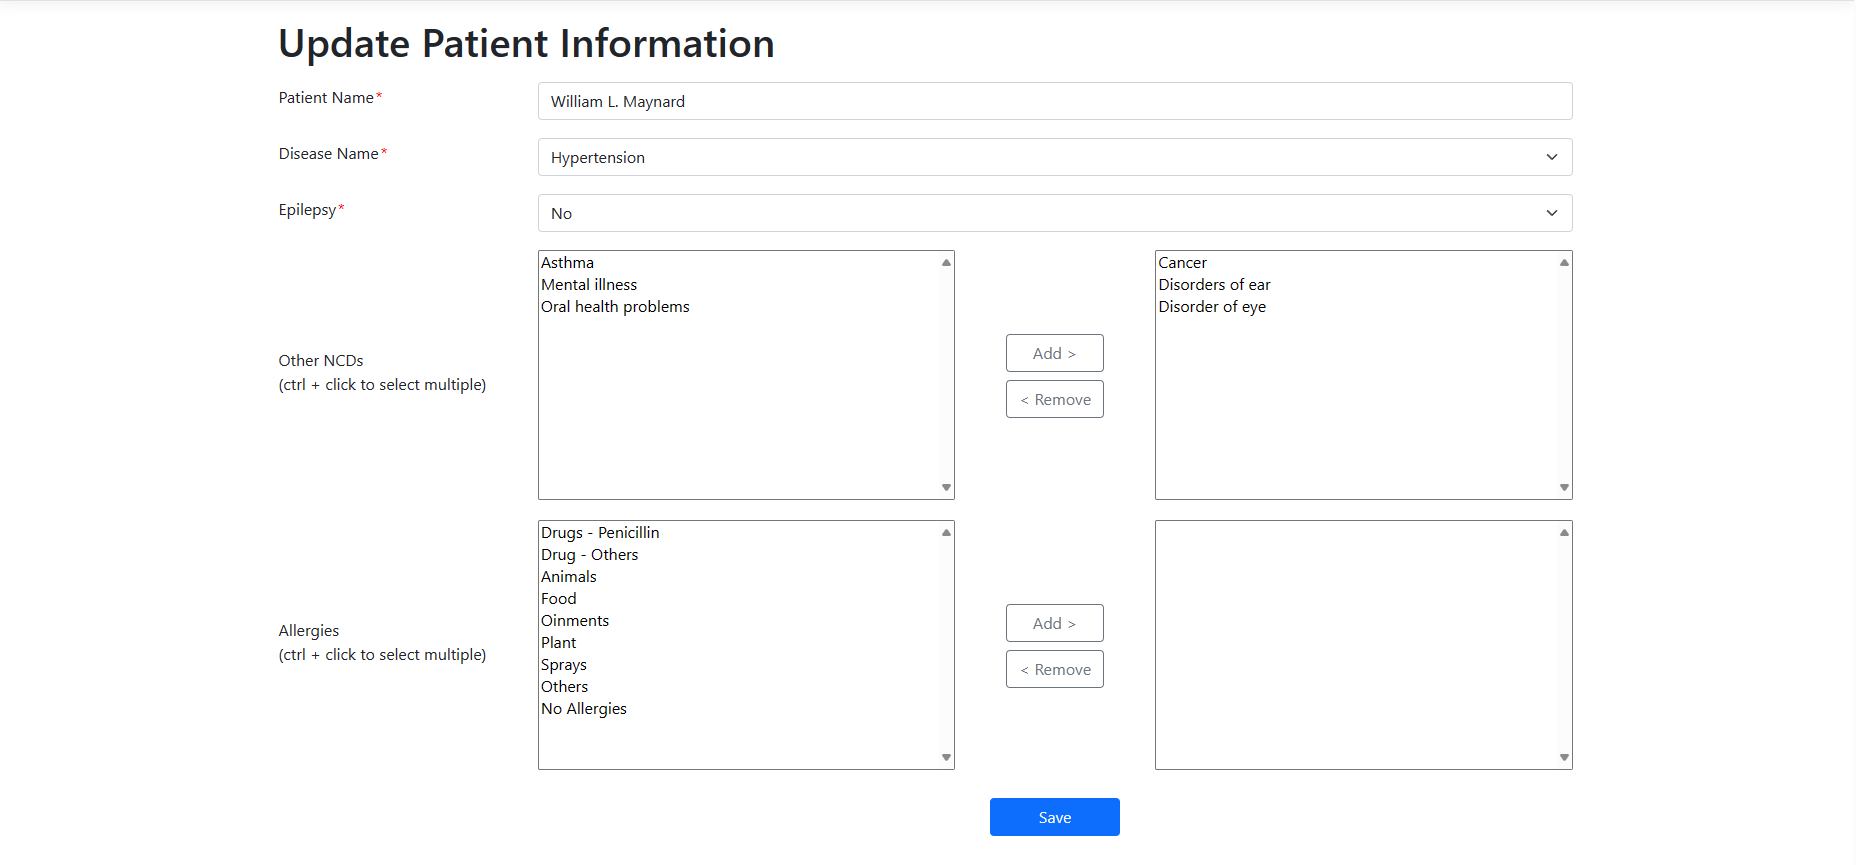 Update Patient Information
Patient Name*
William L. Maynard
Disease Name*
Hypertension
Epilepsy*
No
Other NCDs
(ctrl + click to select multiple)
Asthma
Mental illness
Oral health problems
Add >
< Remove
Cancer
Disorders of ear
Disorder of eye
Allergies
(ctrl + click to select multiple)
Drugs - Penicillin
Drug - Others
Animals
Food
Oinments
Plant
Sprays
Others
No Allergies
Add >
< Remove
Save